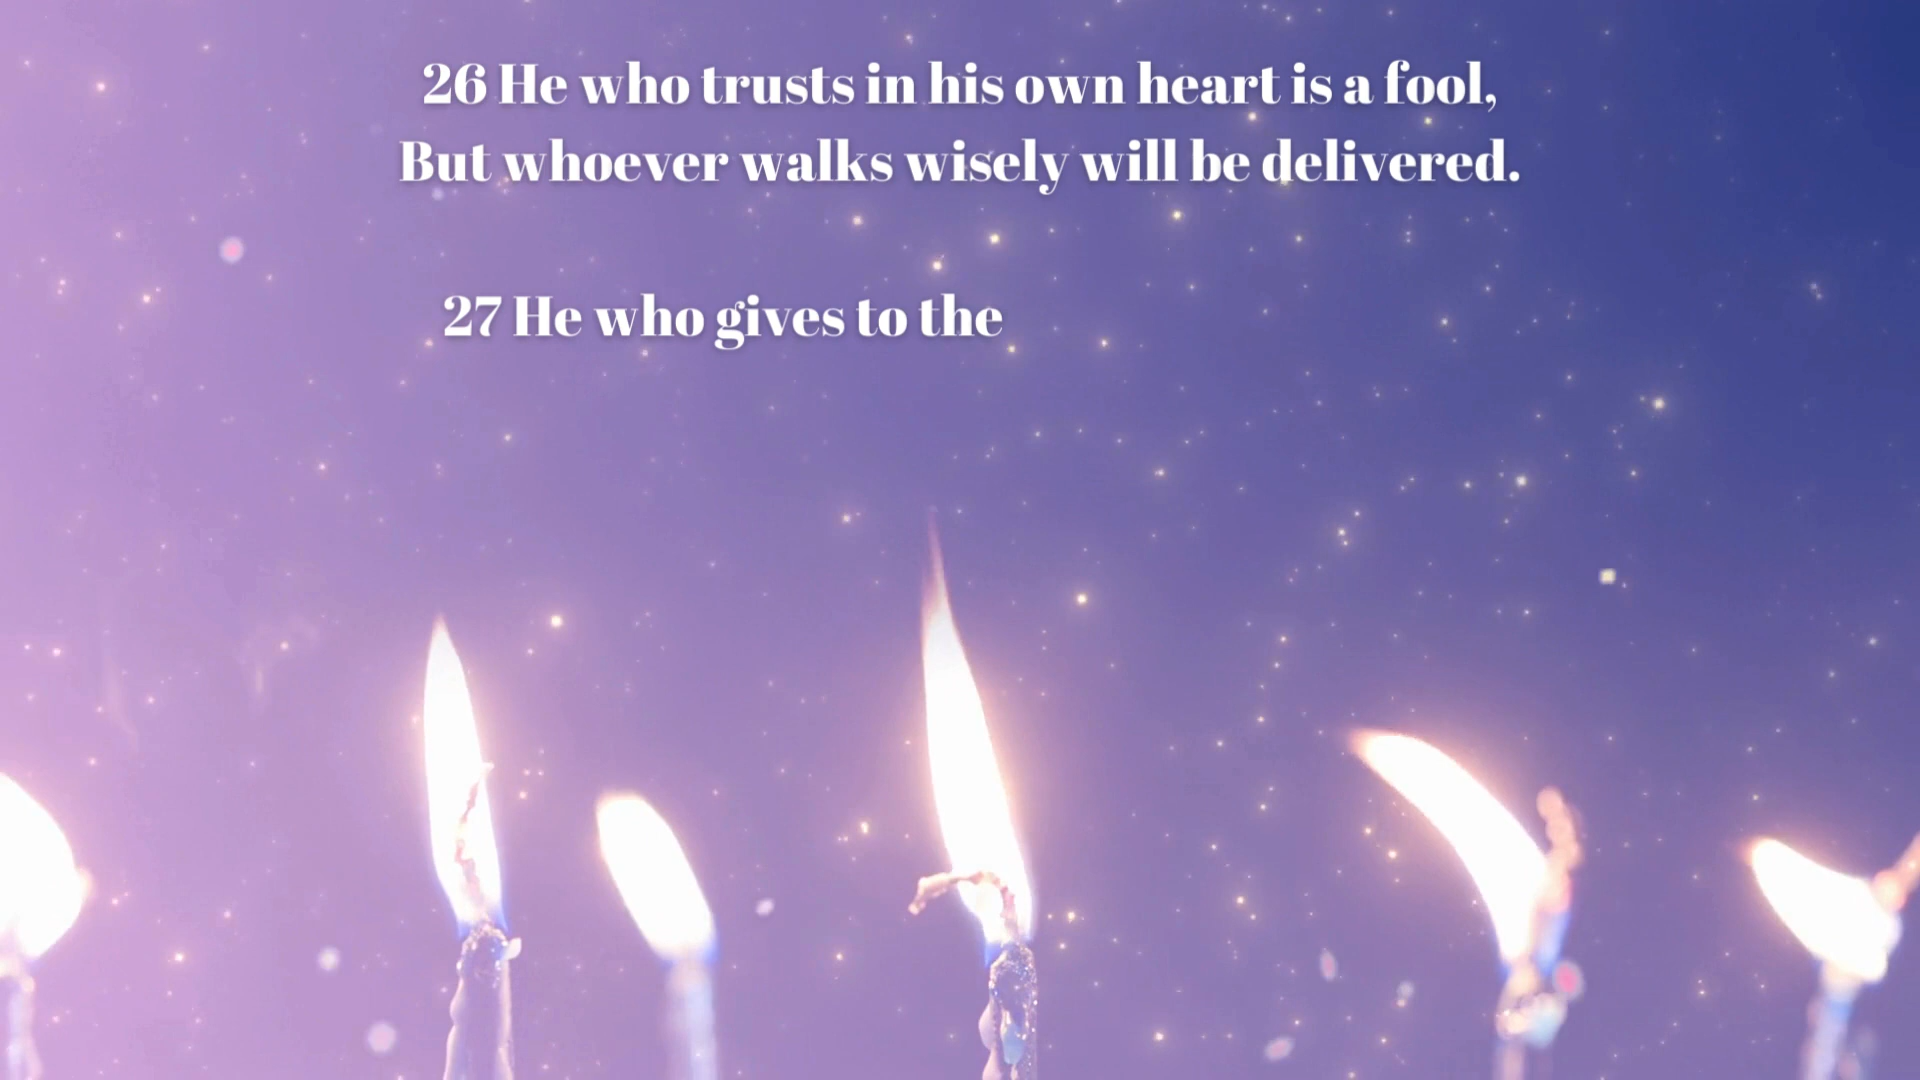 26 He who trusts in his own heart is a fool,
But whoever walks wisely will be delivered.
27 He who gives to the